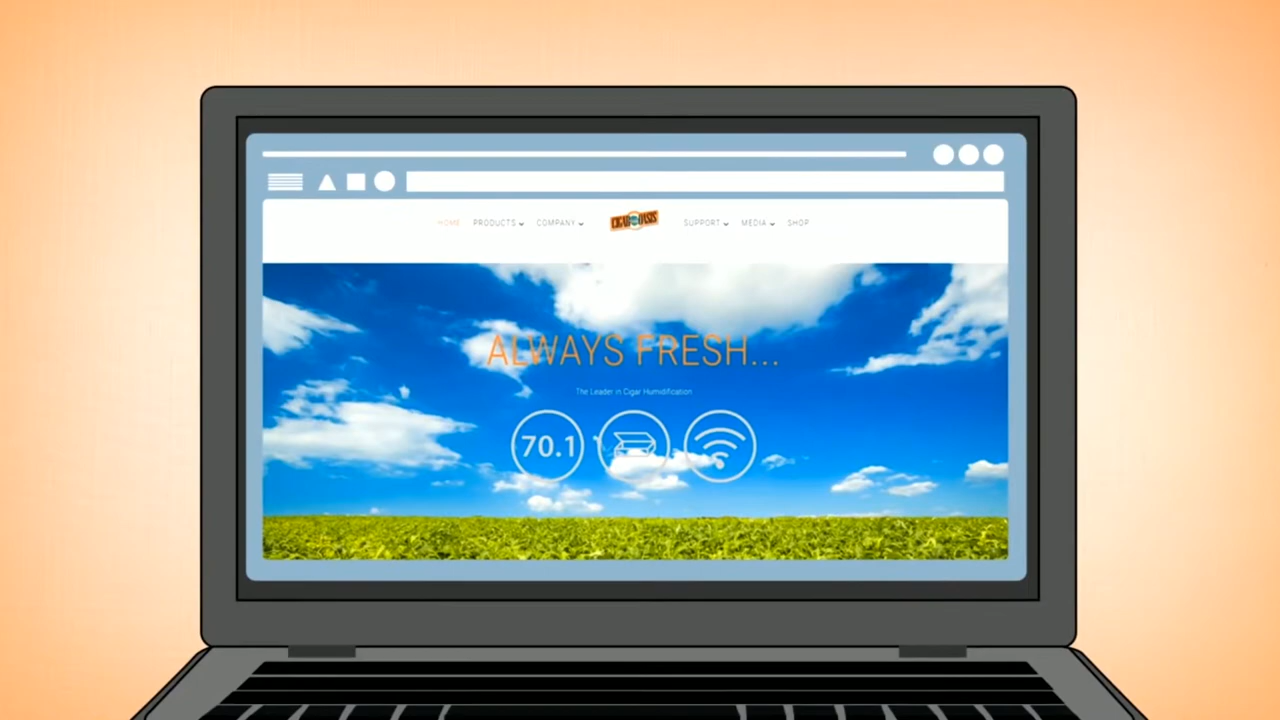 HOME PRODUCTS COMPANY CIGAR OASIS SUPPORT MEDIA SHOP
ALWAYS FRESH...
The Leader in Cigar Humidification
70.1